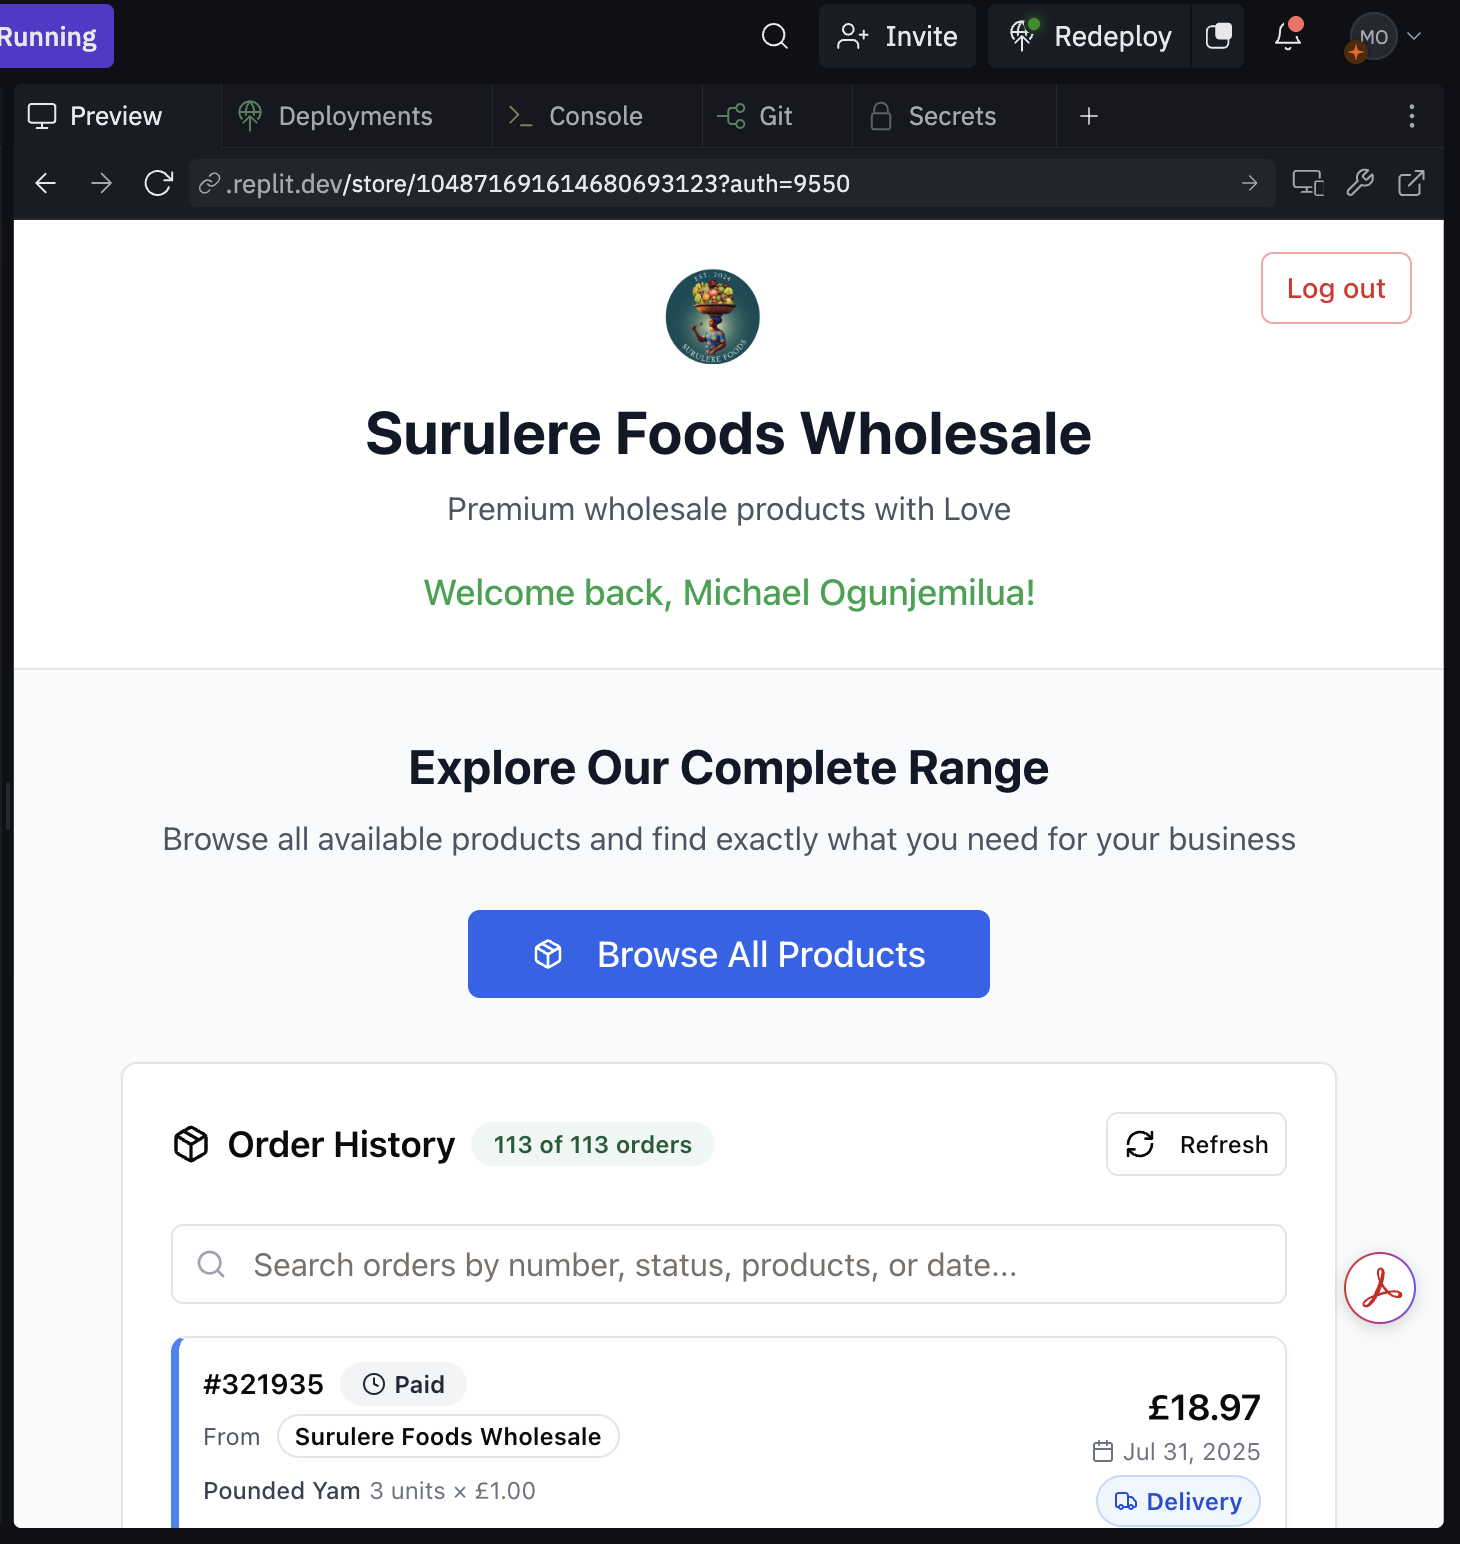 Running
Invite
Redeploy
MO
Preview
Deployments
Console
Git
Secrets
.replit.dev/store/104871691614680693123?auth=9550
Log out
EST. 2024
SURULERE FOODS
Surulere Foods Wholesale
Premium wholesale products with Love
Welcome back, Michael Ogunjemilua!
Explore Our Complete Range
Browse all available products and find exactly what you need for your business
Browse All Products
Order History
113 of 113 orders
Refresh
Search orders by number, status, products, or date...
#321935
Paid
£18.97
From
Surulere Foods Wholesale
Jul 31, 2025
Pounded Yam 3 units × £1.00
Delivery